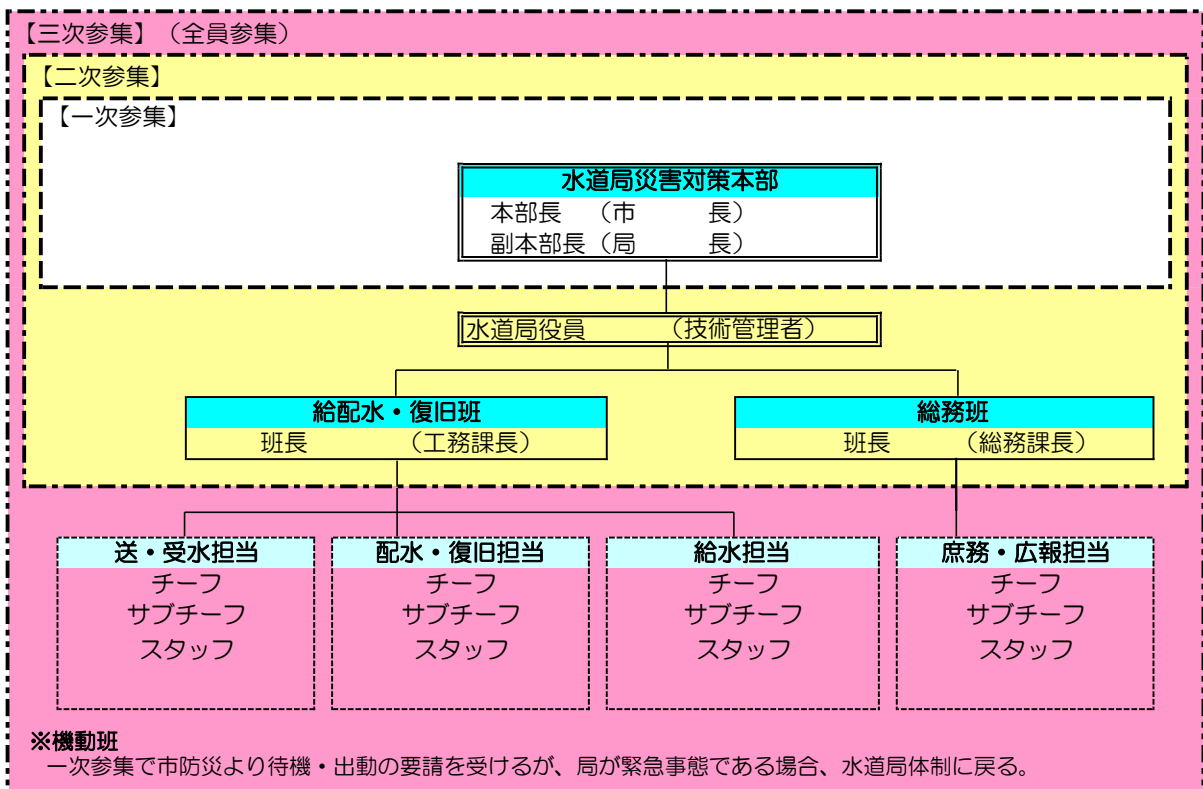 【三次参集】（全員参集）
【二次参集】
【一次参集】
水道局災害対策本部
本部長　（市　　　長）
副本部長（局　　　長）
水道局役員　　　（技術管理者）
給配水・復旧班
班長　　　　（工務課長）
総務班
班長　　　（総務課長）
送・受水担当
チーフ
サブチーフ
スタッフ
配水・復旧担当
チーフ
サブチーフ
スタッフ
給水担当
チーフ
サブチーフ
スタッフ
庶務・広報担当
チーフ
サブチーフ
スタッフ
※機動班
一次参集で市防災より待機・出動の要請を受けるが、局が緊急事態である場合、水道局体制に戻る。